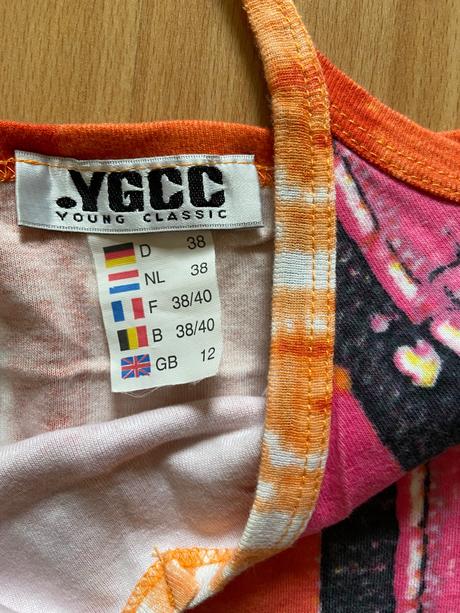 .YGCC
YOUNG CLASSIC
D 38
NL 38
F 38/40
B 38/40
GB 12